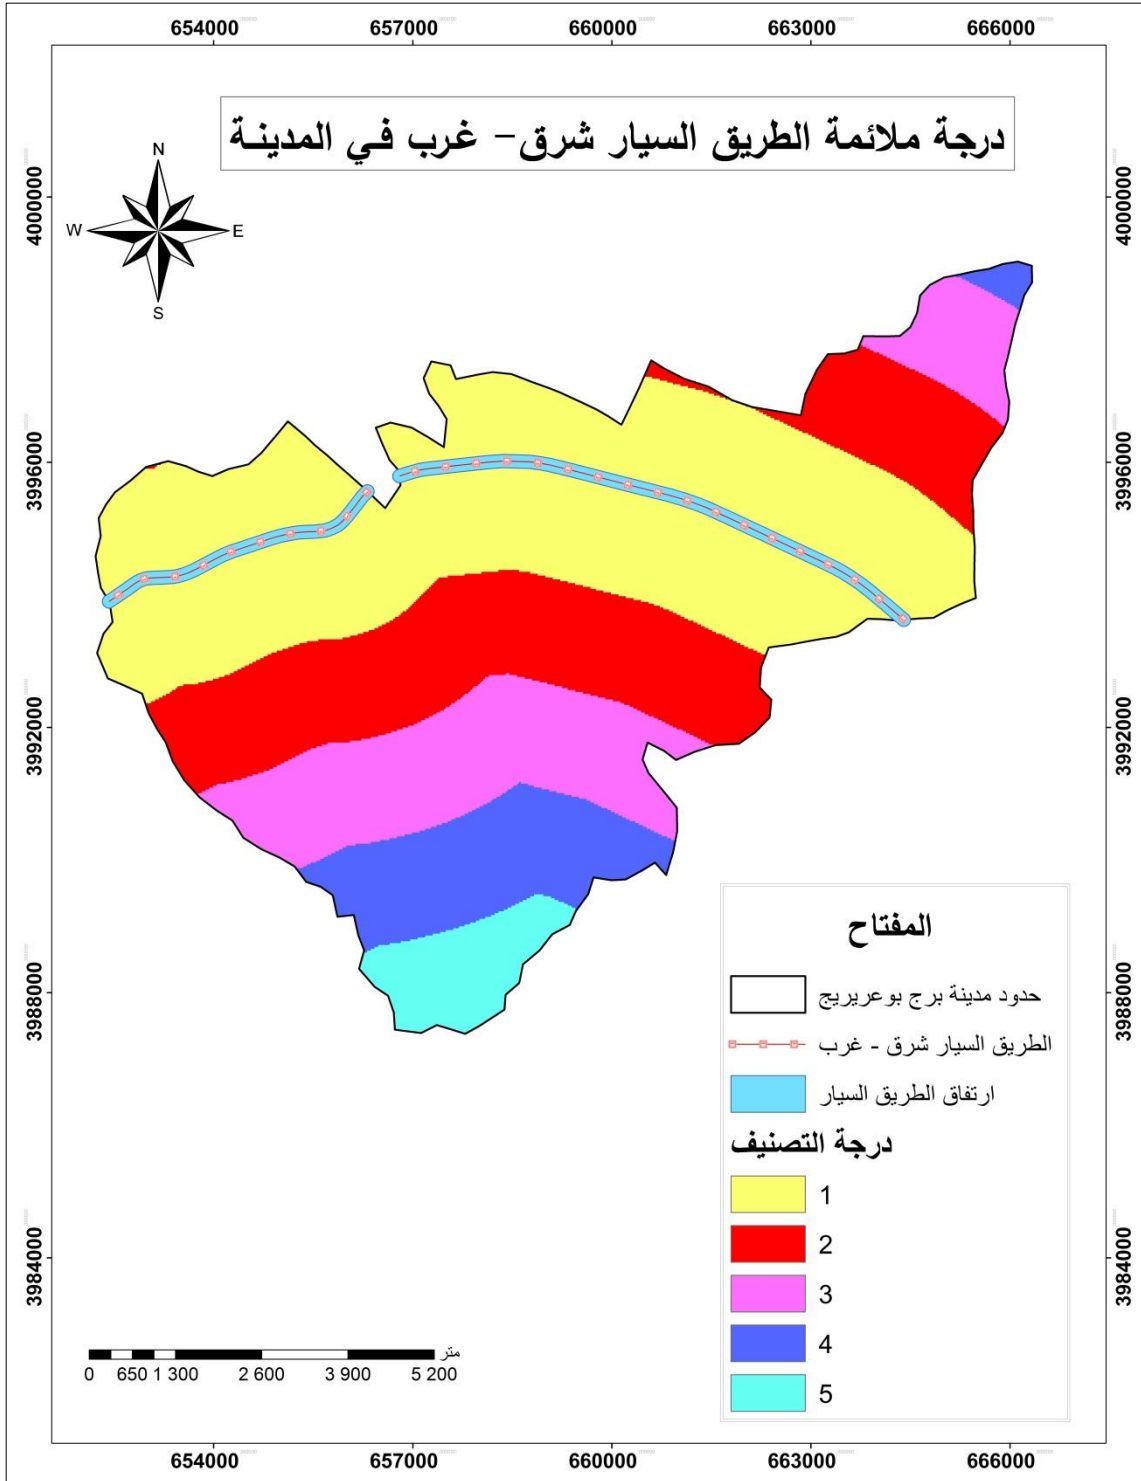 654000 657000 660000 663000 666000
درجة ملائمة الطريق السيار شرق- غرب في المدينة
N
W E
S
4000000 4000000
3996000 3996000
3992000 3992000
3988000 3988000
3984000 3984000
المفتاح
حدود مدينة برج بوعريريج
الطريق السيار شرق - غرب
ارتفاق الطريق السيار
درجة التصنيف
1
2
3
4
5
متر
0 650 1 300 2 600 3 900 5 200
654000 657000 660000 663000 666000